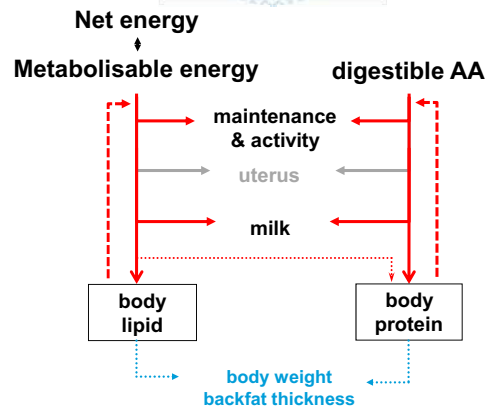 Net energy
Metabolisable energy
digestible AA
maintenance
& activity
uterus
milk
body
lipid
body
protein
body weight
backfat thickness